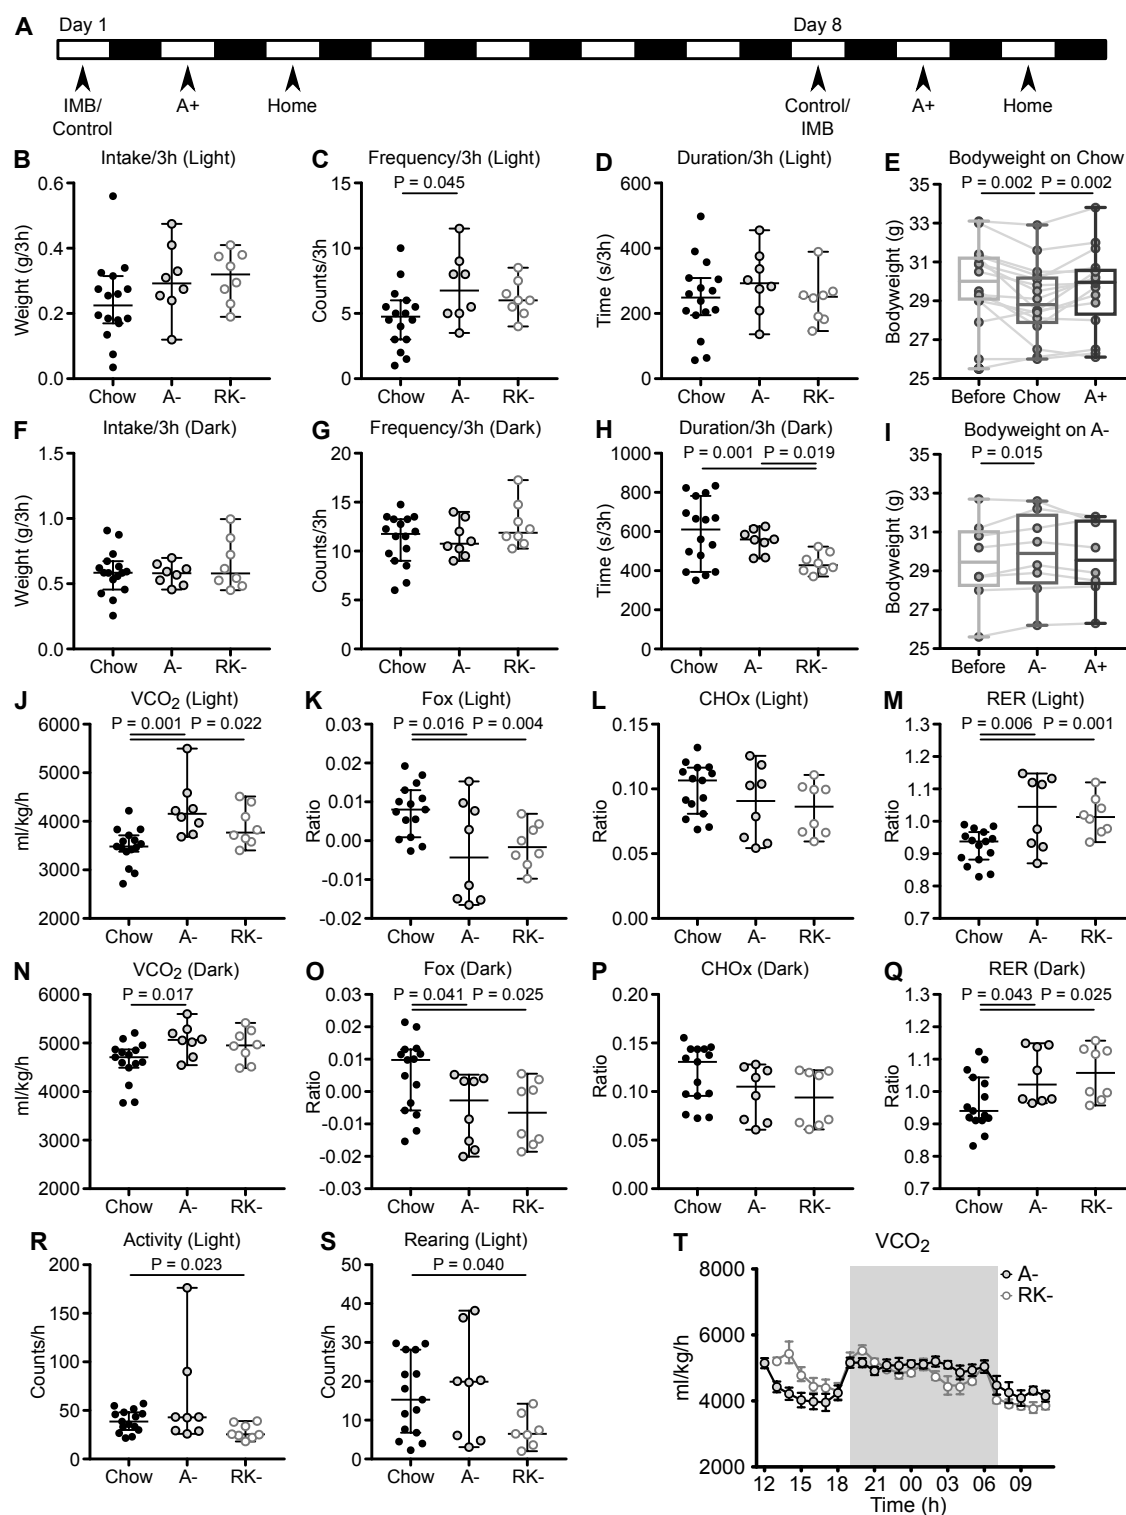 A
Day 1
Day 8
IMB/
Control
A+
Home
Control/
IMB
A+
Home
B
Intake/3h (Light)
Weight (g/3h)
0.6
0.4
0.2
0.0
Chow
A-
RK-
C
Frequency/3h (Light)
P = 0.045
Counts/3h
15
10
5
0
Chow
A-
RK-
D
Duration/3h (Light)
Time (s/3h)
600
400
200
0
Chow
A-
RK-
E
Bodyweight on Chow
P = 0.002
P = 0.002
Bodyweight (g)
35
33
31
29
27
25
Before
Chow
A+
F
Intake/3h (Dark)
Weight (g/3h)
1.5
1.0
0.5
0.0
Chow
A-
RK-
G
Frequency/3h (Dark)
Counts/3h
20
15
10
5
0
Chow
A-
RK-
H
Duration/3h (Dark)
P = 0.001
P = 0.019
Time (s/3h)
1000
800
600
400
200
0
Chow
A-
RK-
I
Bodyweight on A-
P = 0.015
Bodyweight (g)
35
33
31
29
27
25
Before
A-
A+
J
VCO2 (Light)
P = 0.001
P = 0.022
ml/kg/h
6000
5000
4000
3000
2000
Chow
A-
RK-
K
Fox (Light)
P = 0.016
P = 0.004
Ratio
0.03
0.02
0.01
0.00
-0.01
-0.02
Chow
A-
RK-
L
CHOx (Light)
Ratio
0.15
0.10
0.05
0.00
Chow
A-
RK-
M
RER (Light)
P = 0.006
P = 0.001
Ratio
1.3
1.2
1.1
1.0
0.9
0.8
0.7
Chow
A-
RK-
N
VCO2 (Dark)
P = 0.017
ml/kg/h
6000
5000
4000
3000
2000
Chow
A-
RK-
O
Fox (Dark)
P = 0.041
P = 0.025
Ratio
0.03
0.02
0.01
0.00
-0.01
-0.02
-0.03
Chow
A-
RK-
P
CHOx (Dark)
Ratio
0.20
0.15
0.10
0.05
0.00
Chow
A-
RK-
Q
RER (Dark)
P = 0.043
P = 0.025
Ratio
1.3
1.2
1.1
1.0
0.9
0.8
0.7
Chow
A-
RK-
R
Activity (Light)
P = 0.023
Counts/h
200
150
100
50
0
Chow
A-
RK-
S
Rearing (Light)
P = 0.040
Counts/h
50
40
30
20
10
0
Chow
A-
RK-
T
VCO2
A-
RK-
ml/kg/h
8000
6000
4000
2000
12
15
18
21
00
03
06
09
Time (h)